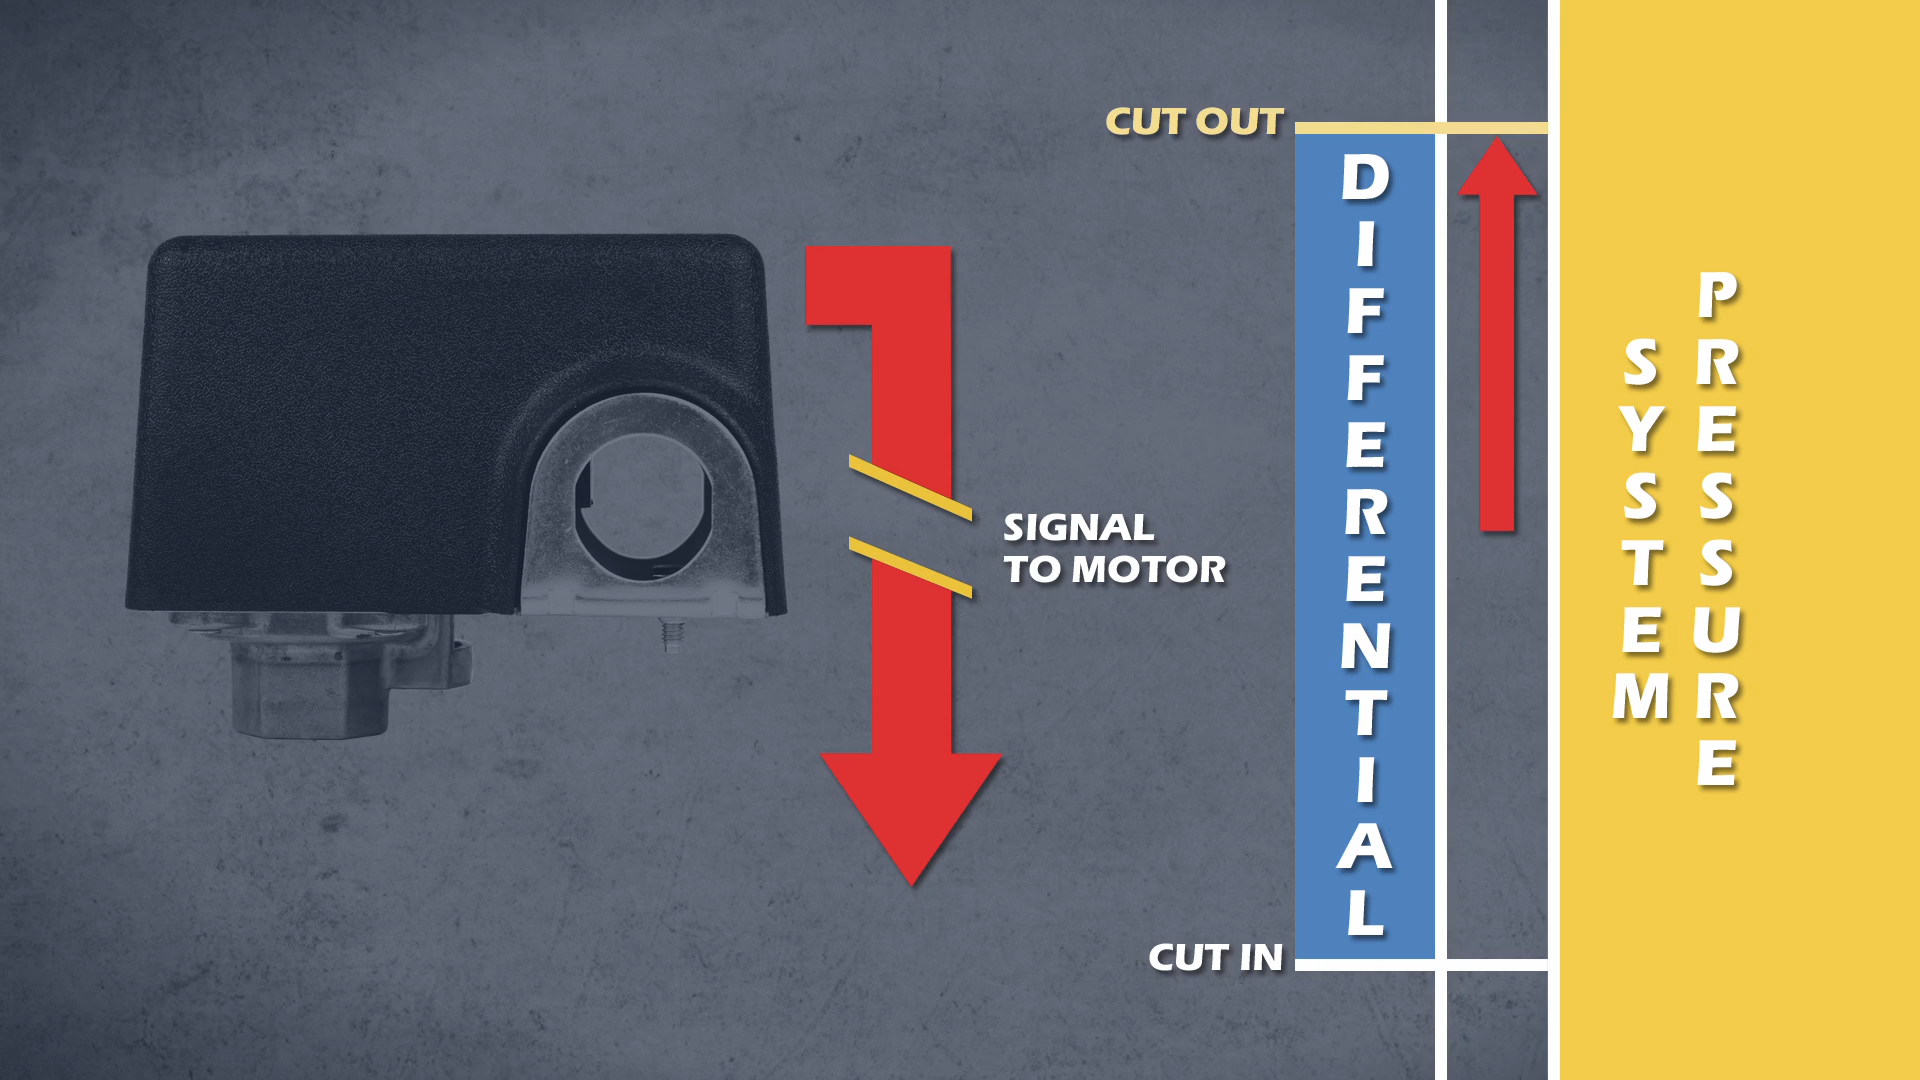 CUT OUT
SIGNAL
TO MOTOR
CUT IN
DIFFERENTIAL
SYSTEM
PRESSURE